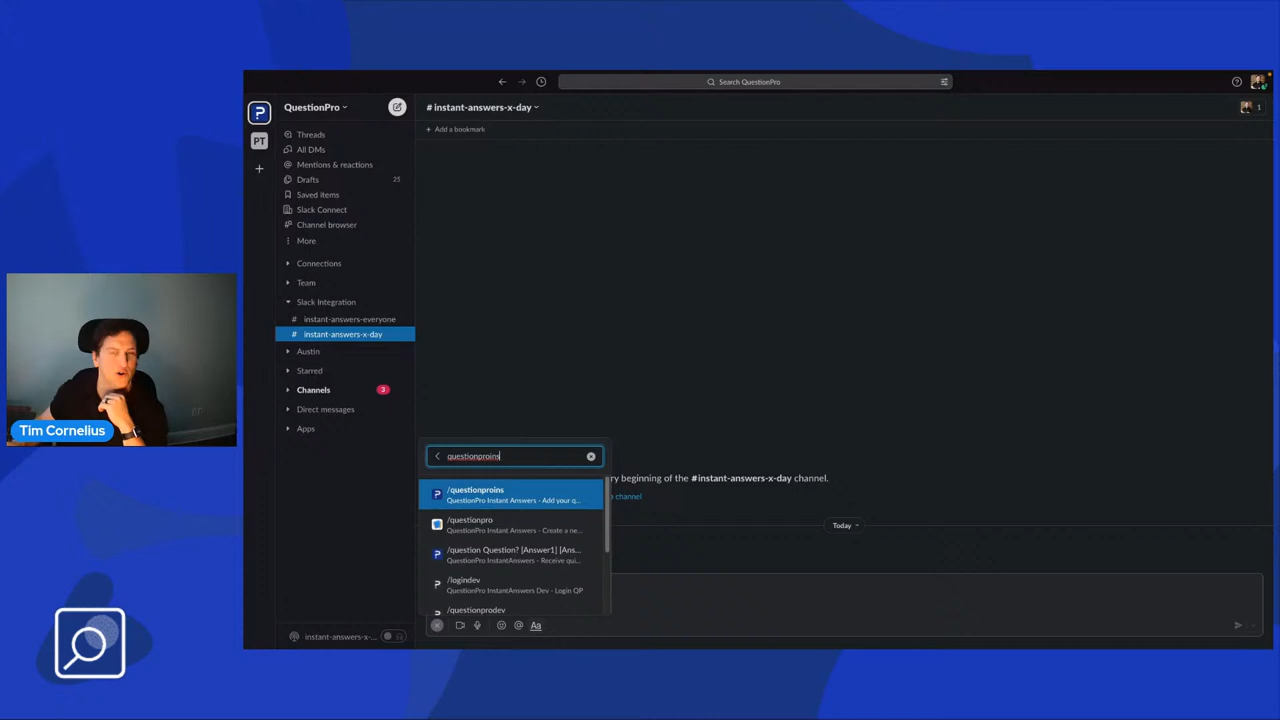 Search QuestionPro
QuestionPro
# instant-answers-x-day
1
+ Add a bookmark
PT
Threads
All DMs
Mentions & reactions
Drafts 25
Saved items
Slack Connect
Channel browser
More
Connections
Team
Slack Integration
# instant-answers-everyone
# instant-answers-x-day
Austin
Starred
Channels 3
Direct messages
Apps
Tim Cornelius
questionproins
/questionproins
QuestionPro Instant Answers - Add your q...
/questionpro
QuestionPro Instant Answers - Create a ne...
/question Question? [Answer1] [Ans...
QuestionPro InstantAnswers - Receive qui...
/logindev
QuestionPro InstantAnswers Dev - Login QP
/questionprodev
ry beginning of the #instant-answers-x-day channel.
channel
Today
Aa
instant-answers-x-...